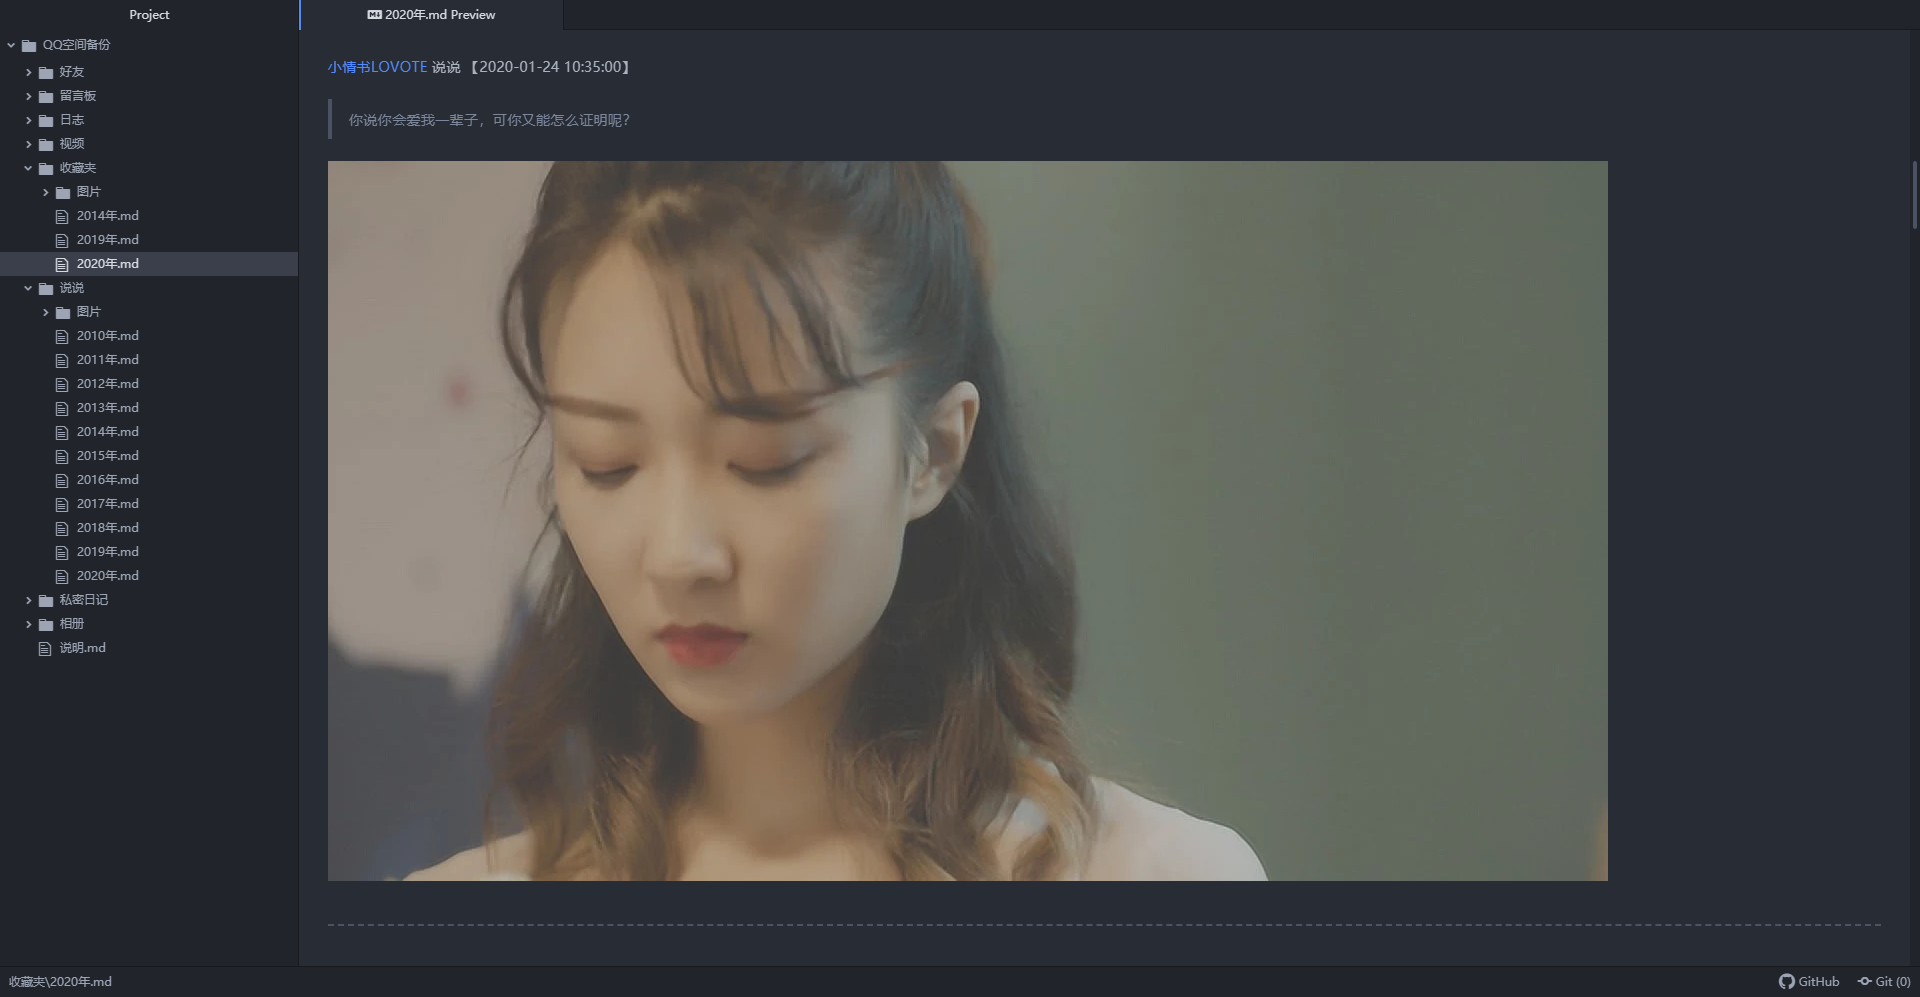 Project
2020年.md Preview
QQ空间备份
好友
留言板
日志
视频
收藏夹
图片
2014年.md
2019年.md
2020年.md
说说
图片
2010年.md
2011年.md
2012年.md
2013年.md
2014年.md
2015年.md
2016年.md
2017年.md
2018年.md
2019年.md
2020年.md
私密日记
相册
说明.md
小情书LOVOTE 说说 【2020-01-24 10:35:00】
你说你会爱我一辈子，可你又能怎么证明呢？
收藏夹\2020年.md
GitHub
Git (0)